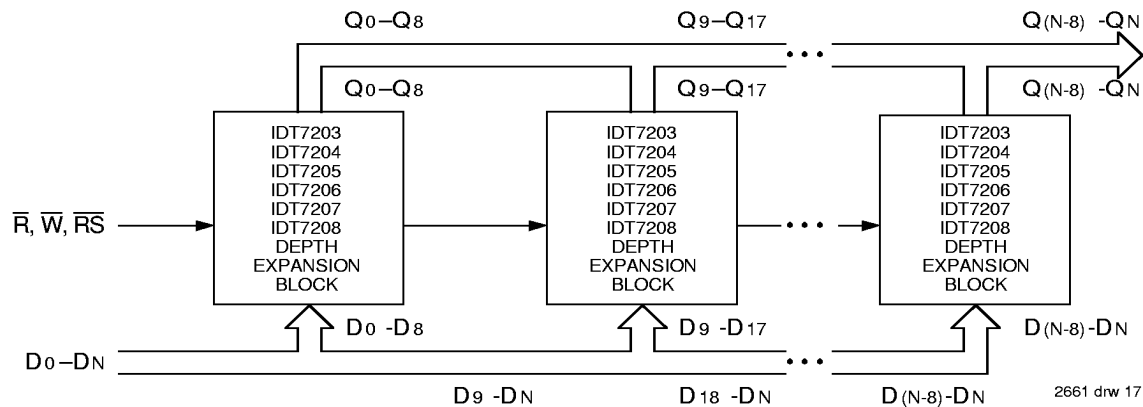 Q0–Q8 Q9–Q17 Q(N-8) -QN
Q0–Q8 Q9–Q17 Q(N-8) -QN
IDT7203
IDT7204
IDT7205
IDT7206
IDT7207
IDT7208
DEPTH
EXPANSION
BLOCK
IDT7203
IDT7204
IDT7205
IDT7206
IDT7207
IDT7208
DEPTH
EXPANSION
BLOCK
IDT7203
IDT7204
IDT7205
IDT7206
IDT7207
IDT7208
DEPTH
EXPANSION
BLOCK
R̅, W̅, R̅S̅
D0 -D8 D9 -D17 D(N-8)-DN
D0–DN
D9 -DN D18 -DN D(N-8)-DN
2661 drw 17